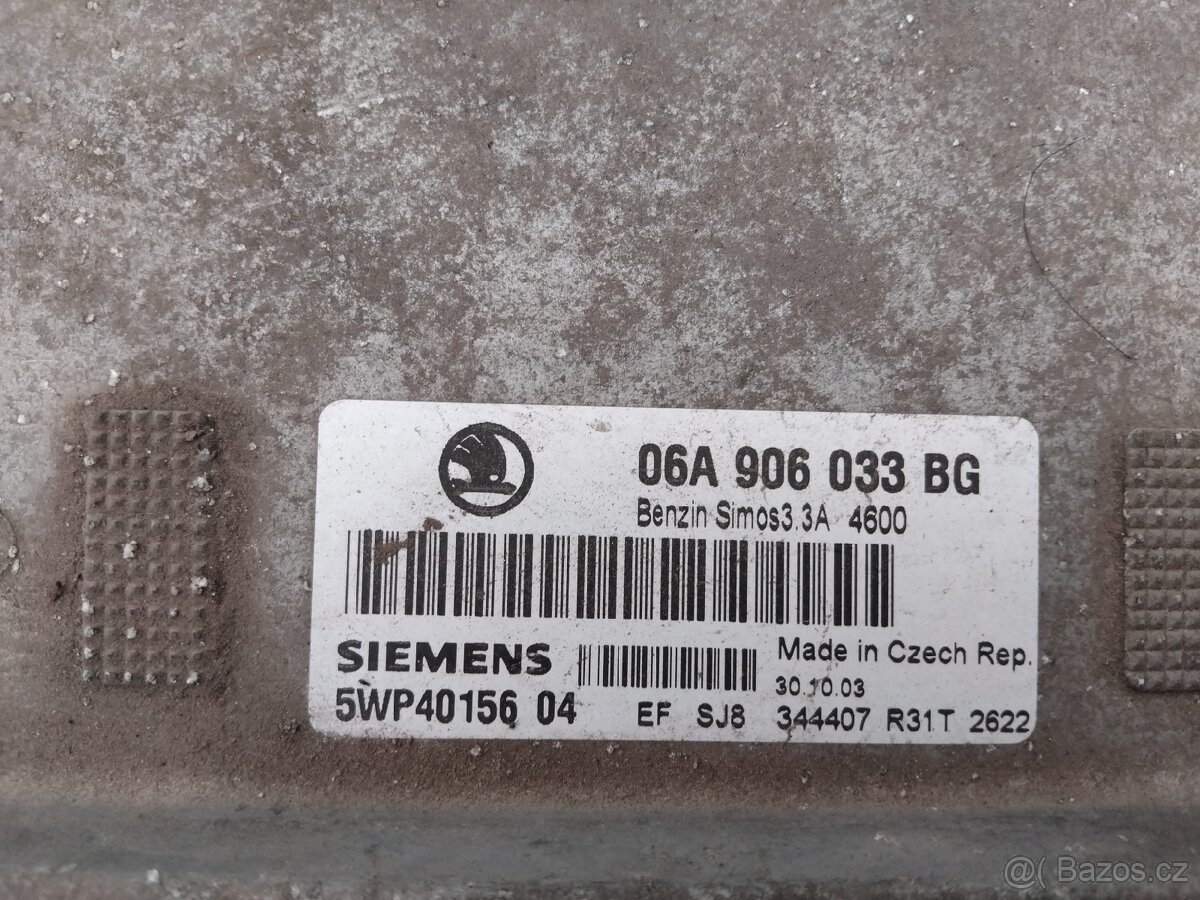 06A 906 033 BG
Benzin Simos3.3A 4600
SIEMENS
Made in Czech Rep.
30.10.03
5WP40156 04
EF SJ8 344407 R31T 2622
@( Bazos.cz